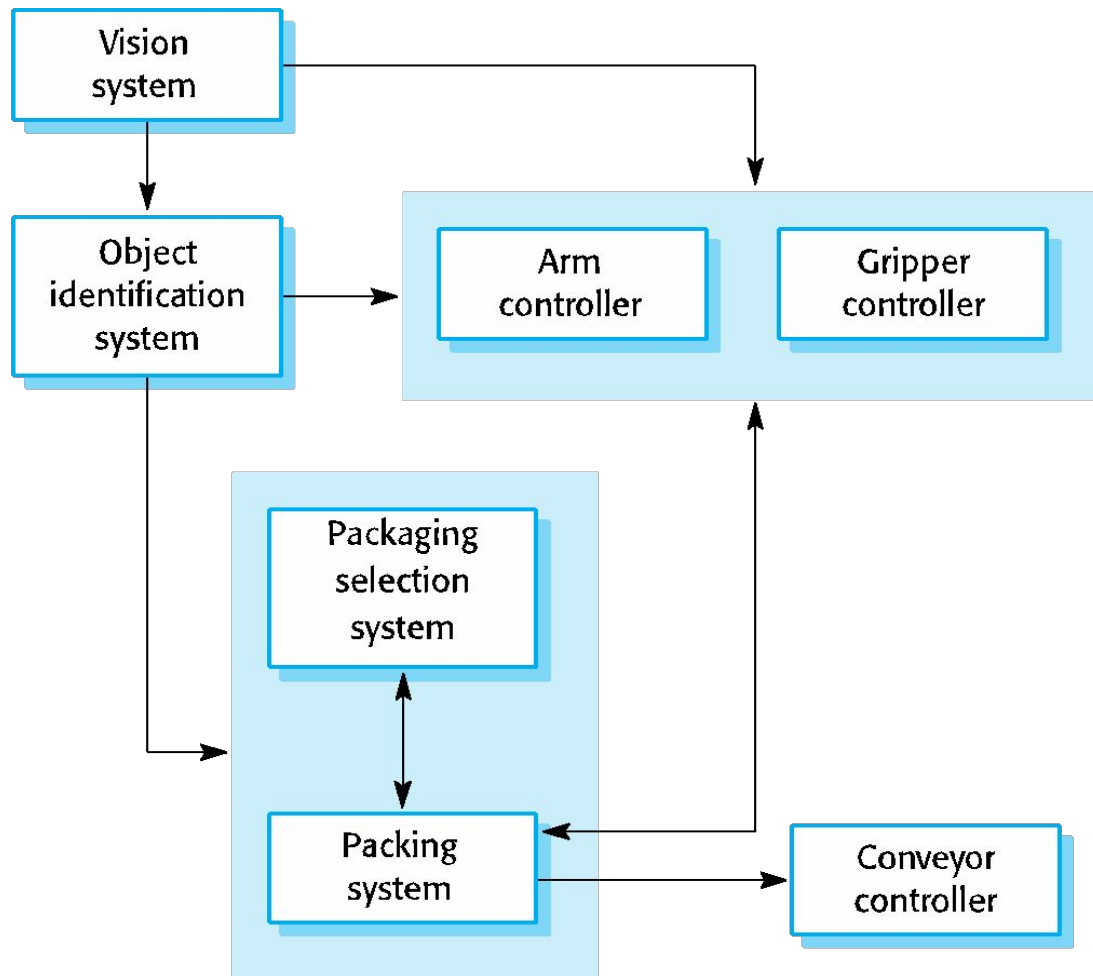 Vision
system
Object
identification
system
Arm
controller
Gripper
controller
Packaging
selection
system
Packing
system
Conveyor
controller